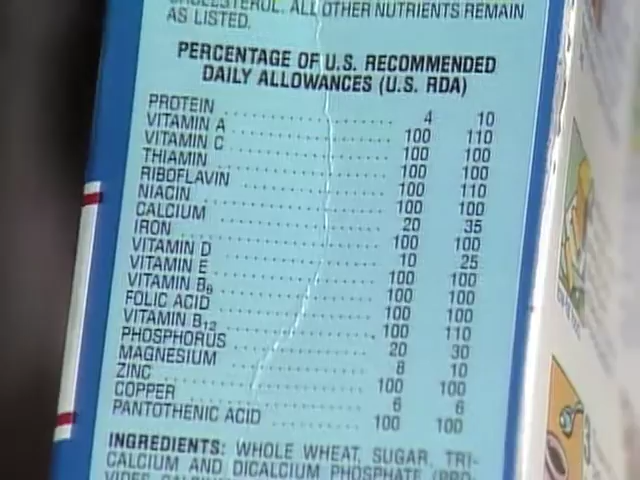 CHOLESTEROL. ALL OTHER NUTRIENTS REMAIN
AS LISTED.
PERCENTAGE OF U.S. RECOMMENDED
DAILY ALLOWANCES (U.S. RDA)
PROTEIN 4 10
VITAMIN A 100 110
VITAMIN C 100 100
THIAMIN 100 100
RIBOFLAVIN 100 110
NIACIN 100 100
CALCIUM 20 35
IRON 100 100
VITAMIN D 10 25
VITAMIN E 100 100
VITAMIN B6 100 100
FOLIC ACID 100 100
VITAMIN B12 100 110
PHOSPHORUS 20 30
MAGNESIUM 8 10
ZINC 100 100
COPPER 6 6
PANTOTHENIC ACID 100 100
INGREDIENTS: WHOLE WHEAT, SUGAR, TRI-
CALCIUM AND DICALCIUM PHOSPHATE (PRO-